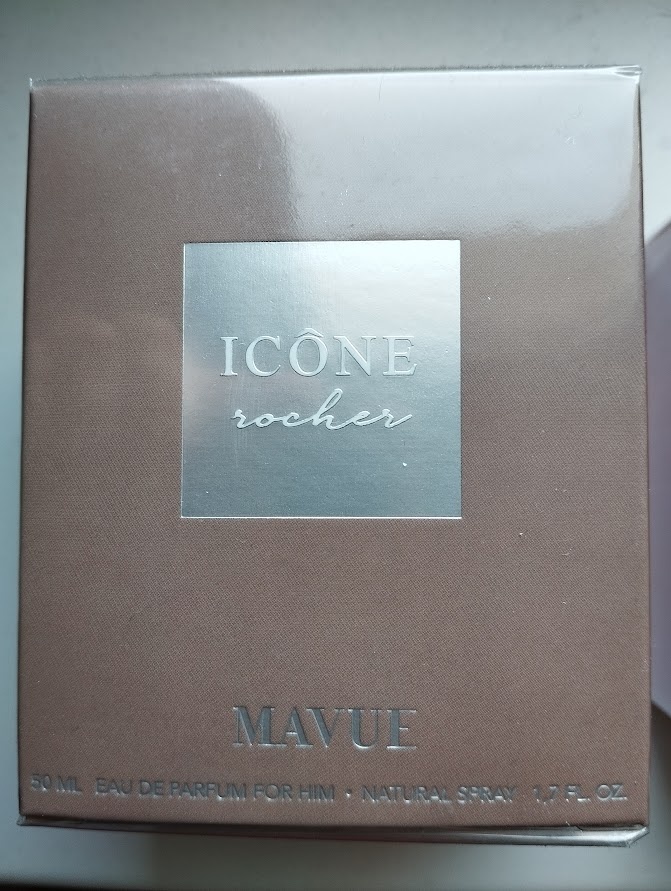 ICÔNE
rocher
MAVUE
50 ML EAU DE PARFUM FOR HIM • NATURAL SPRAY 1,7 FL. OZ.